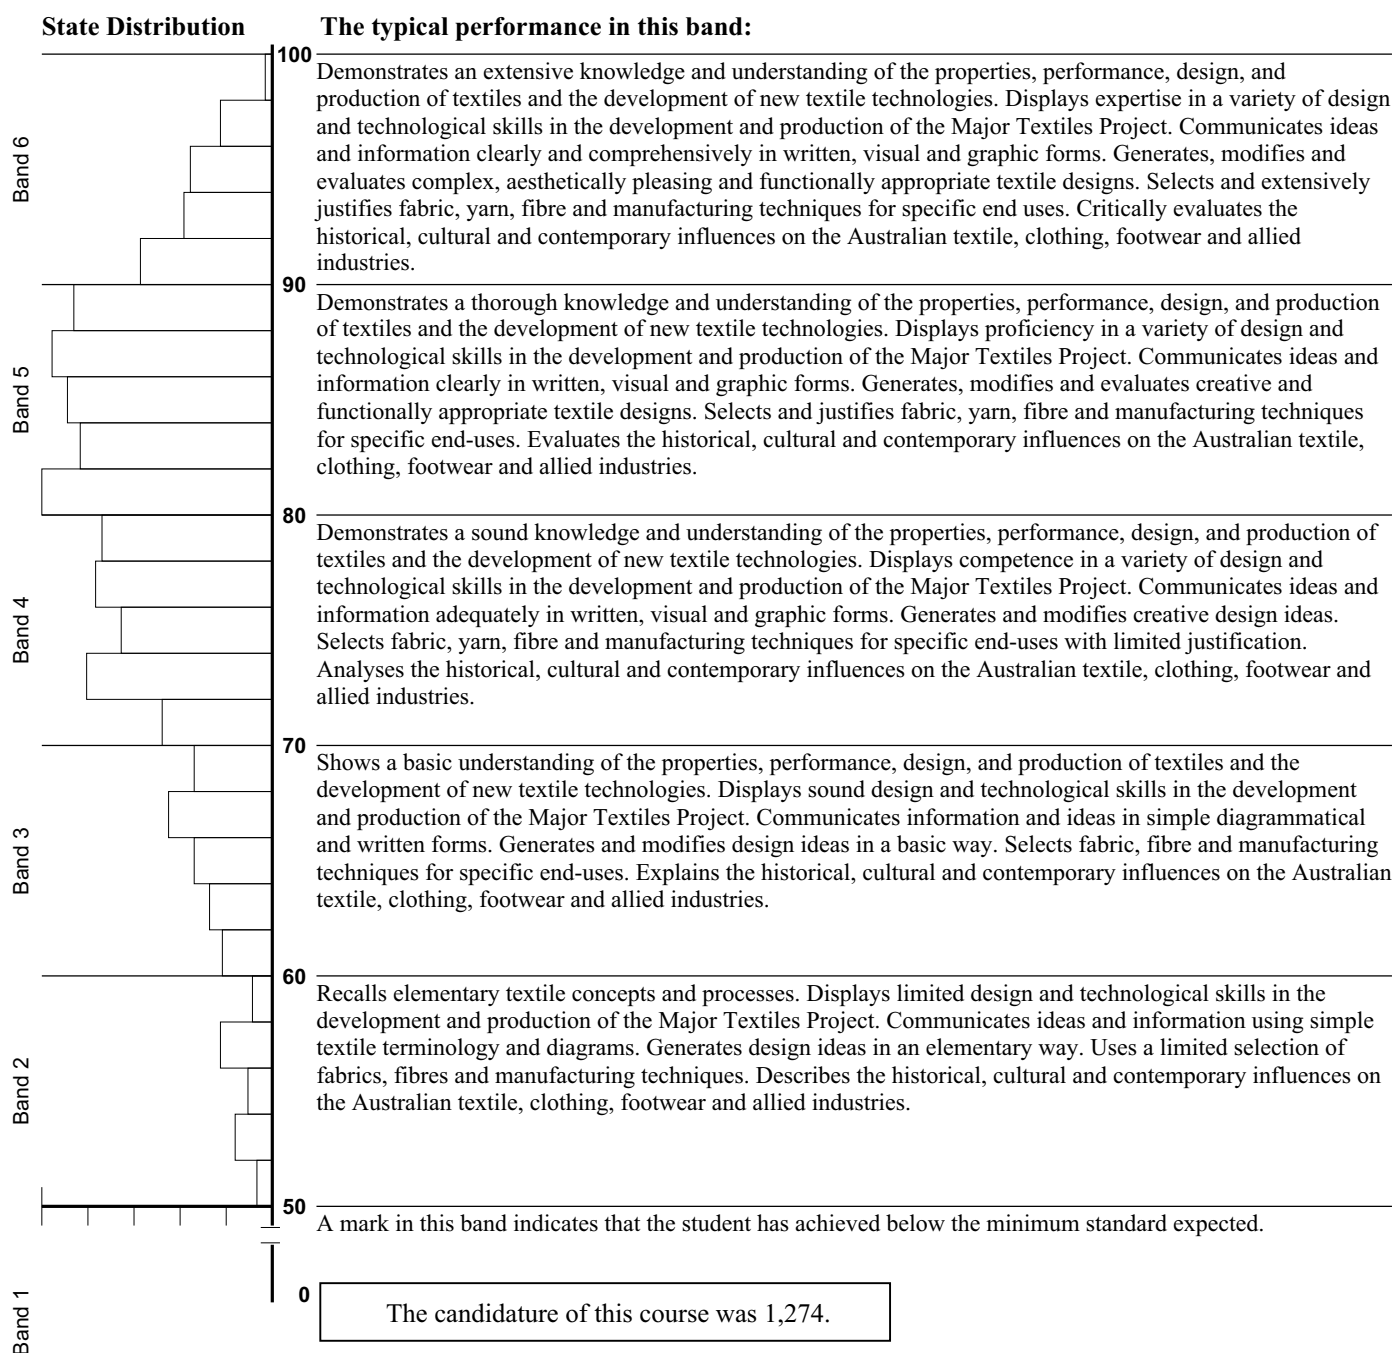 State Distribution
The typical performance in this band:
100
Band 6
Demonstrates an extensive knowledge and understanding of the properties, performance, design, and
production of textiles and the development of new textile technologies. Displays expertise in a variety of design
and technological skills in the development and production of the Major Textiles Project. Communicates ideas
and information clearly and comprehensively in written, visual and graphic forms. Generates, modifies and
evaluates complex, aesthetically pleasing and functionally appropriate textile designs. Selects and extensively
justifies fabric, yarn, fibre and manufacturing techniques for specific end uses. Critically evaluates the
historical, cultural and contemporary influences on the Australian textile, clothing, footwear and allied
industries.
90
Band 5
Demonstrates a thorough knowledge and understanding of the properties, performance, design, and production
of textiles and the development of new textile technologies. Displays proficiency in a variety of design and
technological skills in the development and production of the Major Textiles Project. Communicates ideas and
information clearly in written, visual and graphic forms. Generates, modifies and evaluates creative and
functionally appropriate textile designs. Selects and justifies fabric, yarn, fibre and manufacturing techniques
for specific end-uses. Evaluates the historical, cultural and contemporary influences on the Australian textile,
clothing, footwear and allied industries.
80
Band 4
Demonstrates a sound knowledge and understanding of the properties, performance, design, and production of
textiles and the development of new textile technologies. Displays competence in a variety of design and
technological skills in the development and production of the Major Textiles Project. Communicates ideas and
information adequately in written, visual and graphic forms. Generates and modifies creative design ideas.
Selects fabric, yarn, fibre and manufacturing techniques for specific end-uses with limited justification.
Analyses the historical, cultural and contemporary influences on the Australian textile, clothing, footwear and
allied industries.
70
Band 3
Shows a basic understanding of the properties, performance, design, and production of textiles and the
development of new textile technologies. Displays sound design and technological skills in the development
and production of the Major Textiles Project. Communicates information and ideas in simple diagrammatical
and written forms. Generates and modifies design ideas in a basic way. Selects fabric, fibre and manufacturing
techniques for specific end-uses. Explains the historical, cultural and contemporary influences on the Australian
textile, clothing, footwear and allied industries.
60
Band 2
Recalls elementary textile concepts and processes. Displays limited design and technological skills in the
development and production of the Major Textiles Project. Communicates ideas and information using simple
textile terminology and diagrams. Generates design ideas in an elementary way. Uses a limited selection of
fabrics, fibres and manufacturing techniques. Describes the historical, cultural and contemporary influences on
the Australian textile, clothing, footwear and allied industries.
50
A mark in this band indicates that the student has achieved below the minimum standard expected.
Band 1
0
The candidature of this course was 1,274.